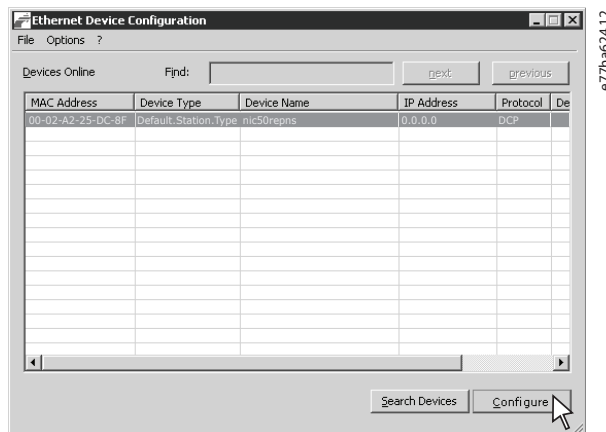 Ethernet Device Configuration
File Options ?
Devices Online Find: next previous
MAC Address Device Type Device Name IP Address Protocol De
00-02-A2-25-DC-8F Default.Station.Type nic50repns 0.0.0.0 DCP
Search Devices Configure
e77ba624.12